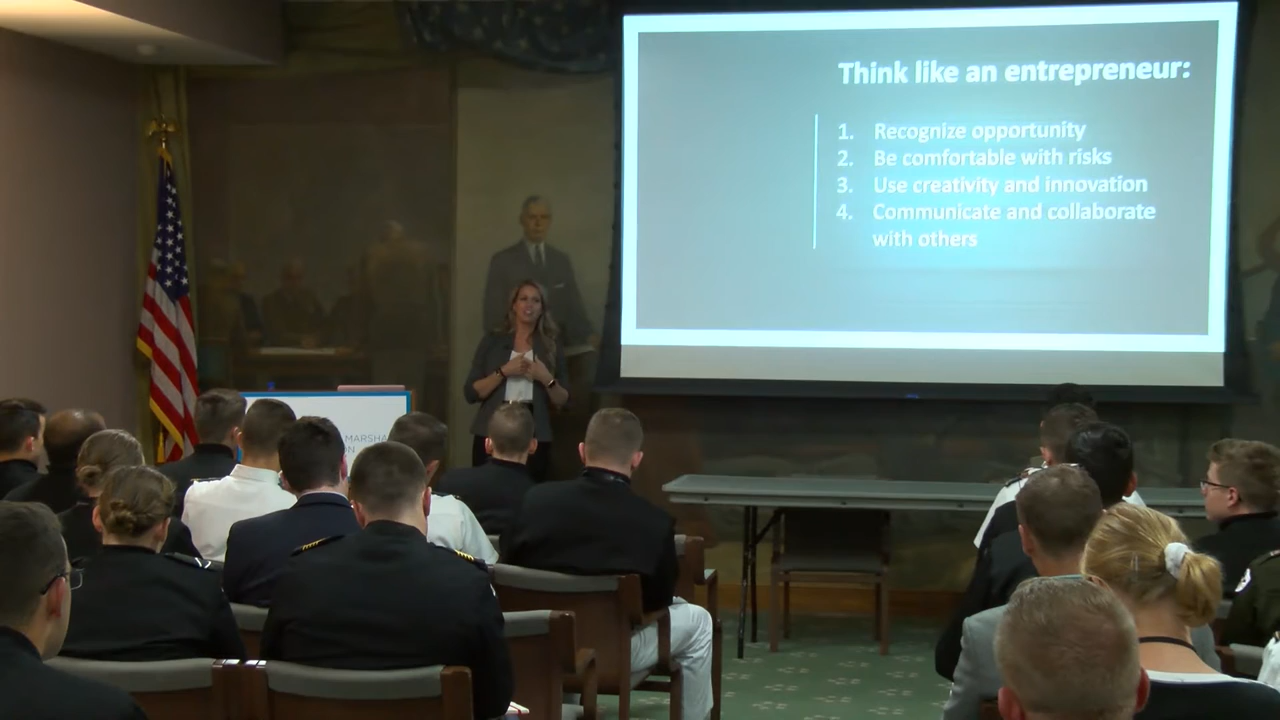 Think like an entrepreneur:
1. Recognize opportunity
2. Be comfortable with risks
3. Use creativity and innovation
4. Communicate and collaborate
with others
MARSHA